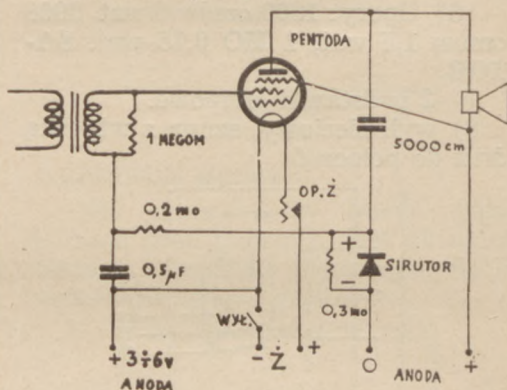 PENTODA
1 MEGOM
5000 cm
OP. Ż
0,2 mo
+
SIRUTOR
-
0,5 µF
0,3 mo
WYŁ.
+ 3÷6v
- Ż +
O
ANODA
+
ANODA